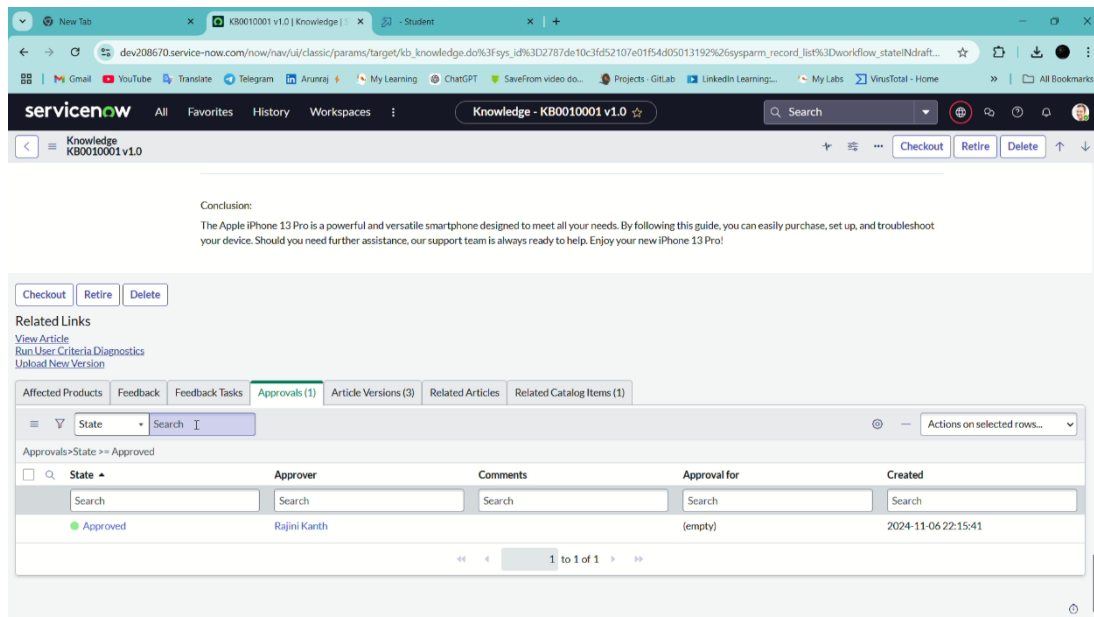 New Tab
KB0010001 v1.0 | Knowledge | S
- Student
dev208670.service-now.com/now/nav/ui/classic/params/target/kb_knowledge.do%3Fsys_id%3D2787de10c3fd52107e01f54d05013192%26sysparm_record_list%3Dworkflow_stateINdraft...
Gmail YouTube Translate Telegram Arunraj My Learning ChatGPT SaveFrom video do... Projects · GitLab LinkedIn Learning:... My Labs VirusTotal - Home » All Bookmarks
servicenow All Favorites History Workspaces Knowledge - KB0010001 v1.0 Search
Knowledge
KB0010001 v1.0
Checkout Retire Delete
Conclusion:
The Apple iPhone 13 Pro is a powerful and versatile smartphone designed to meet all your needs. By following this guide, you can easily purchase, set up, and troubleshoot
your device. Should you need further assistance, our support team is always ready to help. Enjoy your new iPhone 13 Pro!
Checkout Retire Delete
Related Links
View Article
Run User Criteria Diagnostics
Upload New Version
Affected Products Feedback Feedback Tasks Approvals (1) Article Versions (3) Related Articles Related Catalog Items (1)
State Search Actions on selected rows...
Approvals>State >= Approved
State Approver Comments Approval for Created
Search Search Search Search Search
Approved Rajini Kanth (empty) 2024-11-06 22:15:41
1 to 1 of 1